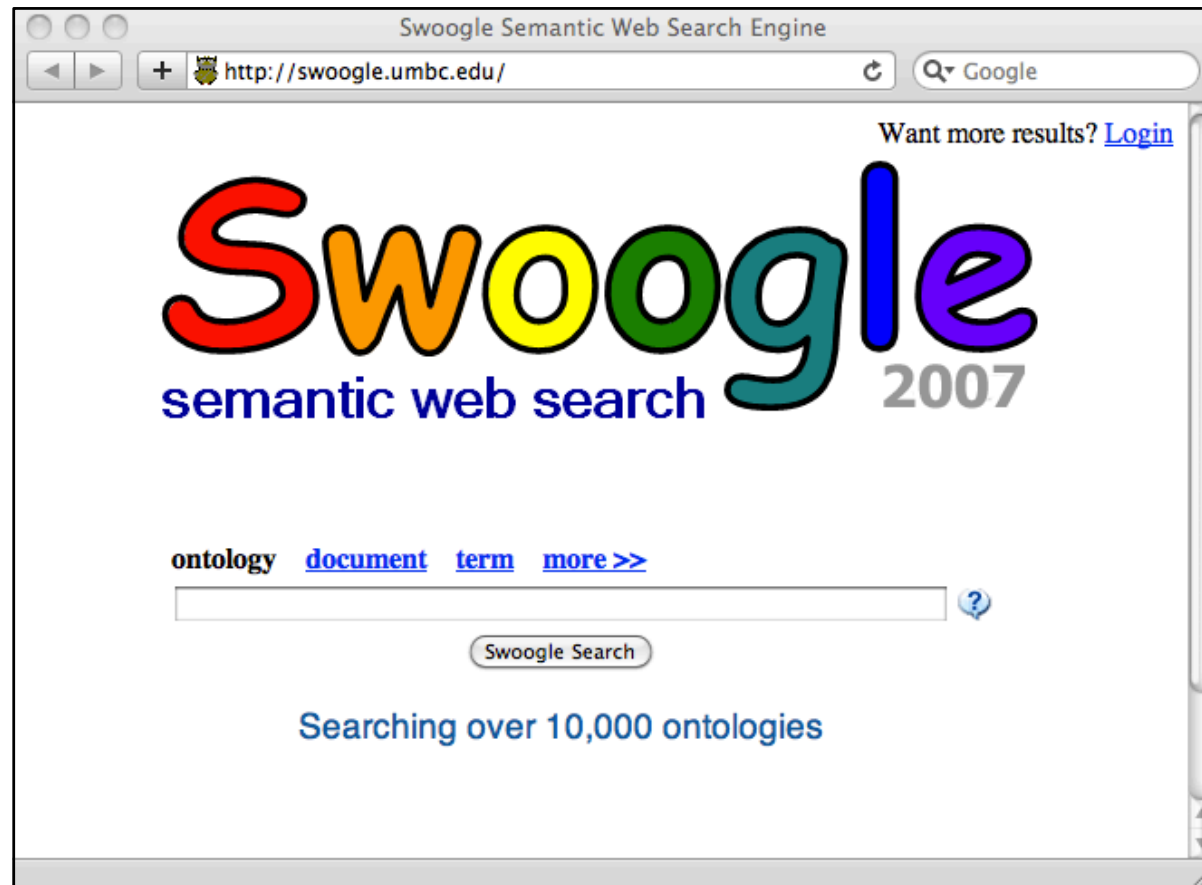 Swoogle Semantic Web Search Engine
+ http://swoogle.umbc.edu/ Google
Want more results? Login
Swoogle
semantic web search 2007
ontology document term more >>
?
Swoogle Search
Searching over 10,000 ontologies